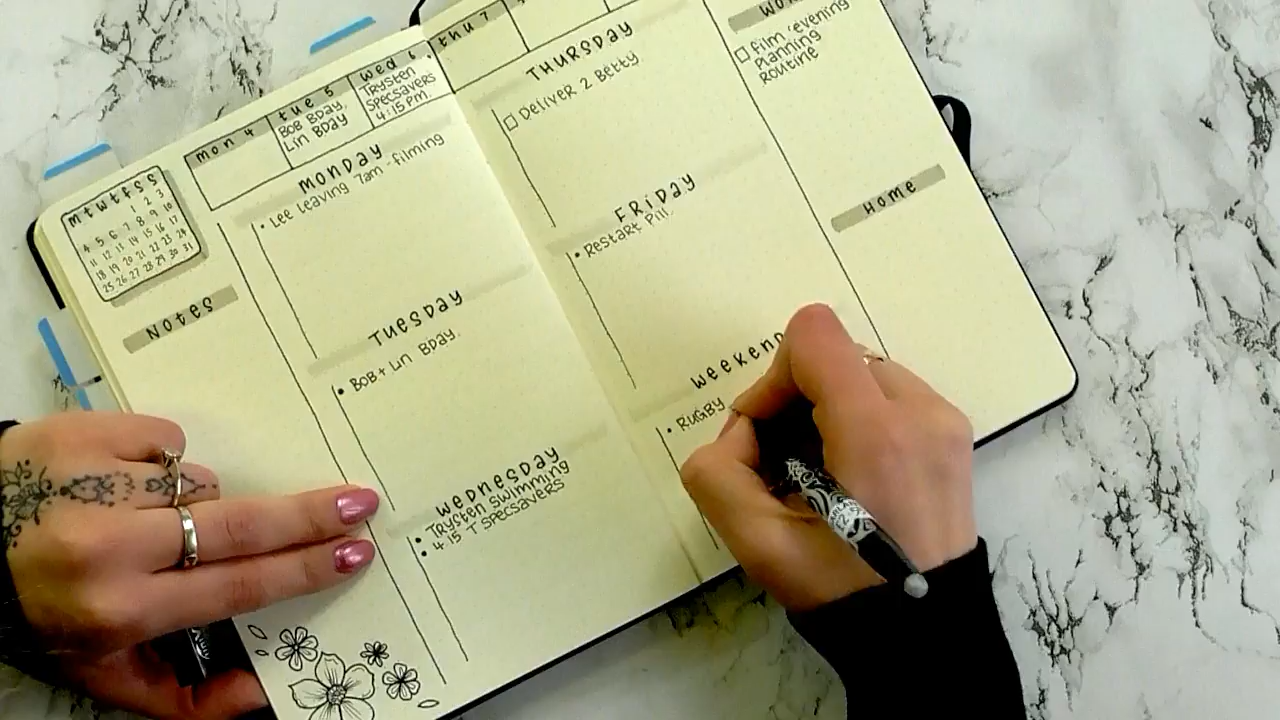 mtwtfss
1 2 3
4 5 6 7 8 9 10
11 12 13 14 15 16 17
18 19 20 21 22 23 24
25 26 27 28 29 30 31
NOTES
mon 4
tue 5
BOB BDAY
Lin BDAY
wed 6
TRYSTEN
SPECSAVERS
4:15PM
thu 7
MONDAY
• Lee Leaving 7am - filming
TUESDAY
• BOB + Lin BDAY.
WEDNESDAY
• TRYSTEN SWIMMING
• 4 15 T SPECSAVERS
THURSDAY
DELIVER 2 Betty
FRIDAY
• RESTART PILL.
WEEKEND
• RUGBY
film 'evening
PLANNING
ROUTINE'
HOME